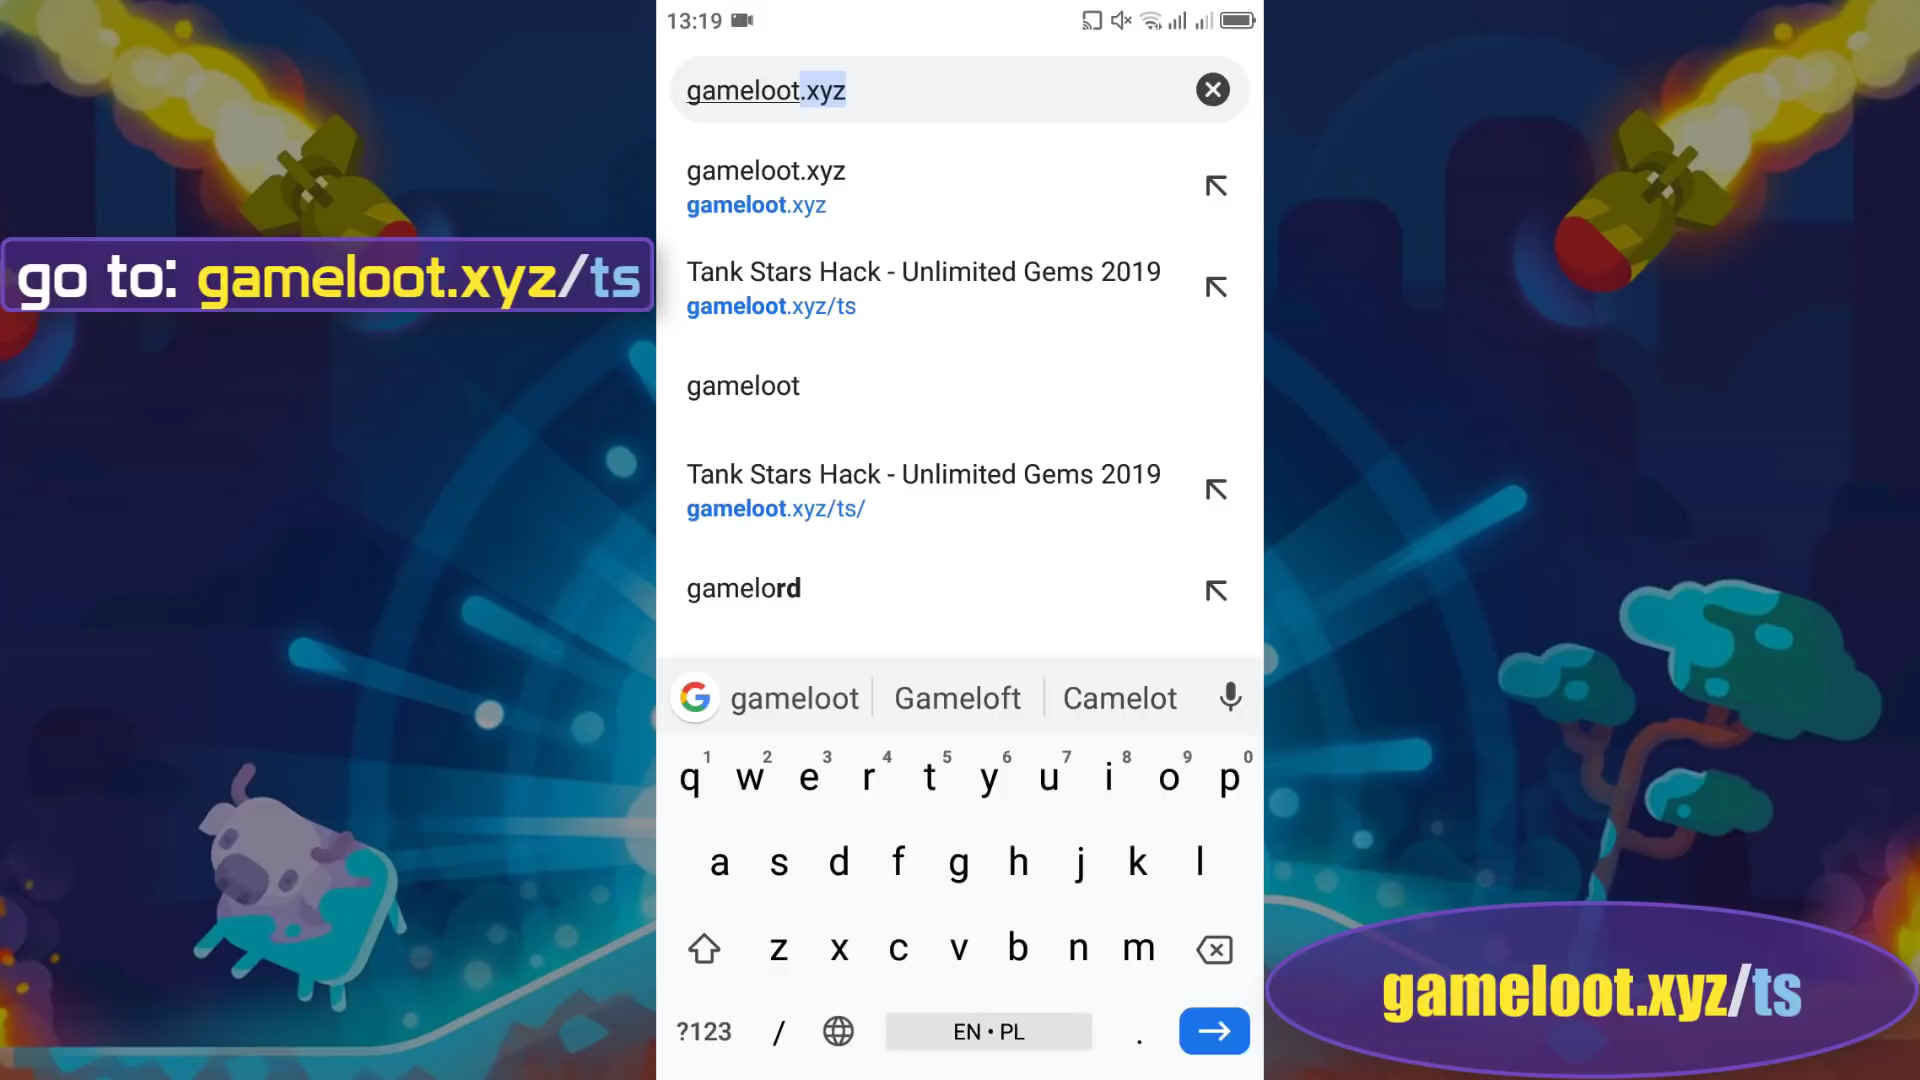 13:19
gameloot.xyz
gameloot.xyz
gameloot.xyz
go to: gameloot.xyz/ts
Tank Stars Hack - Unlimited Gems 2019
gameloot.xyz/ts
gameloot
Tank Stars Hack - Unlimited Gems 2019
gameloot.xyz/ts/
gamelord
gameloot Gameloft Camelot
1 2 3 4 5 6 7 8 9 0
q w e r t y u i o p
a s d f g h j k l
z x c v b n m
?123 / EN • PL .
gameloot.xyz/ts